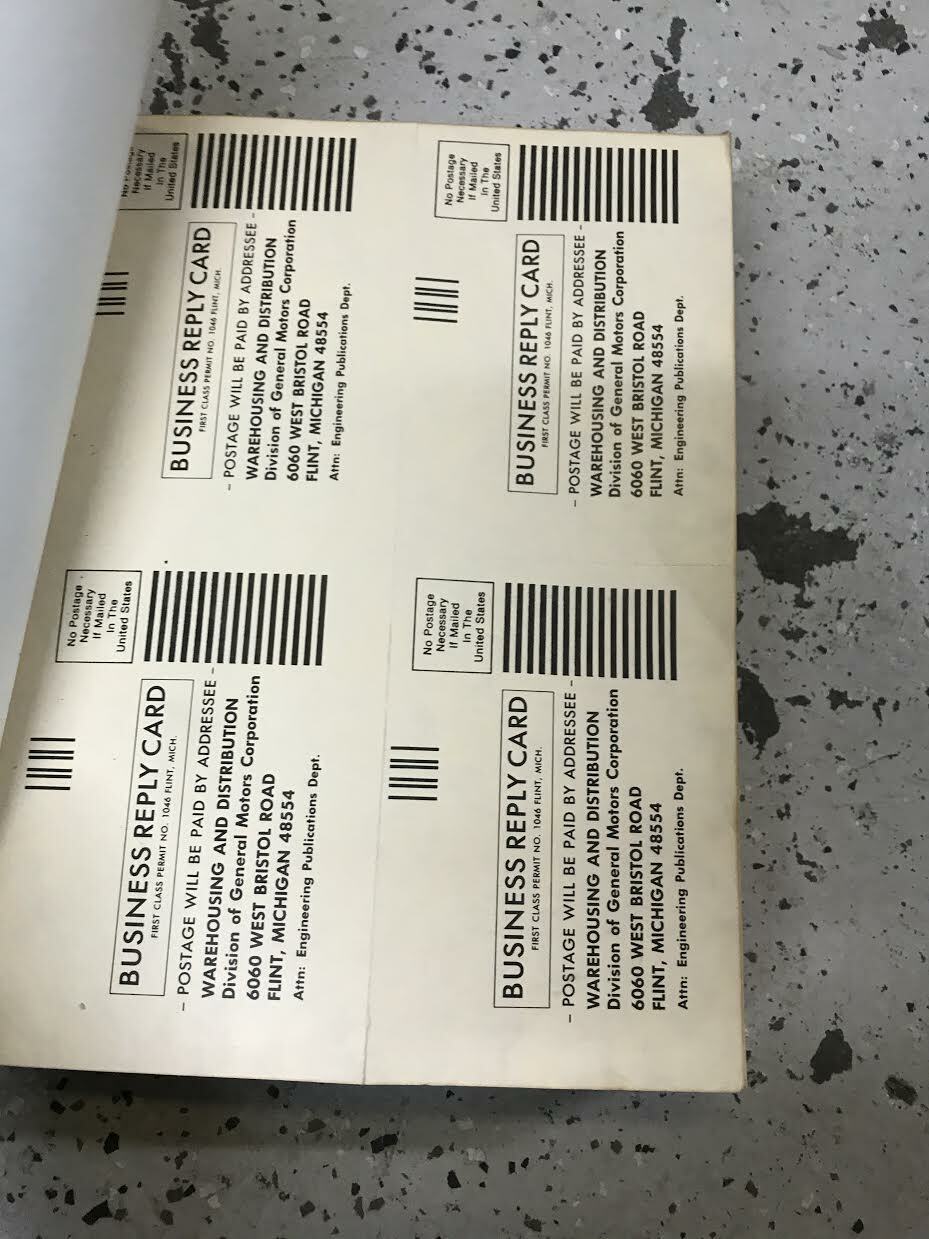 No Postage
Necessary
If Mailed
In The
United States
BUSINESS REPLY CARD
FIRST CLASS PERMIT NO. 1046 FLINT, MICH.
– POSTAGE WILL BE PAID BY ADDRESSEE –
WAREHOUSING AND DISTRIBUTION
Division of General Motors Corporation
6060 WEST BRISTOL ROAD
FLINT, MICHIGAN 48554
Attn: Engineering Publications Dept.
No Postage
Necessary
If Mailed
In The
United States
BUSINESS REPLY CARD
FIRST CLASS PERMIT NO. 1046 FLINT, MICH.
– POSTAGE WILL BE PAID BY ADDRESSEE –
WAREHOUSING AND DISTRIBUTION
Division of General Motors Corporation
6060 WEST BRISTOL ROAD
FLINT, MICHIGAN 48554
Attn: Engineering Publications Dept.
No Postage
Necessary
If Mailed
In The
United States
BUSINESS REPLY CARD
FIRST CLASS PERMIT NO. 1046 FLINT, MICH.
– POSTAGE WILL BE PAID BY ADDRESSEE –
WAREHOUSING AND DISTRIBUTION
Division of General Motors Corporation
6060 WEST BRISTOL ROAD
FLINT, MICHIGAN 48554
Attn: Engineering Publications Dept.
No Postage
Necessary
If Mailed
In The
United States
BUSINESS REPLY CARD
FIRST CLASS PERMIT NO. 1046 FLINT, MICH.
– POSTAGE WILL BE PAID BY ADDRESSEE –
WAREHOUSING AND DISTRIBUTION
Division of General Motors Corporation
6060 WEST BRISTOL ROAD
FLINT, MICHIGAN 48554
Attn: Engineering Publications Dept.